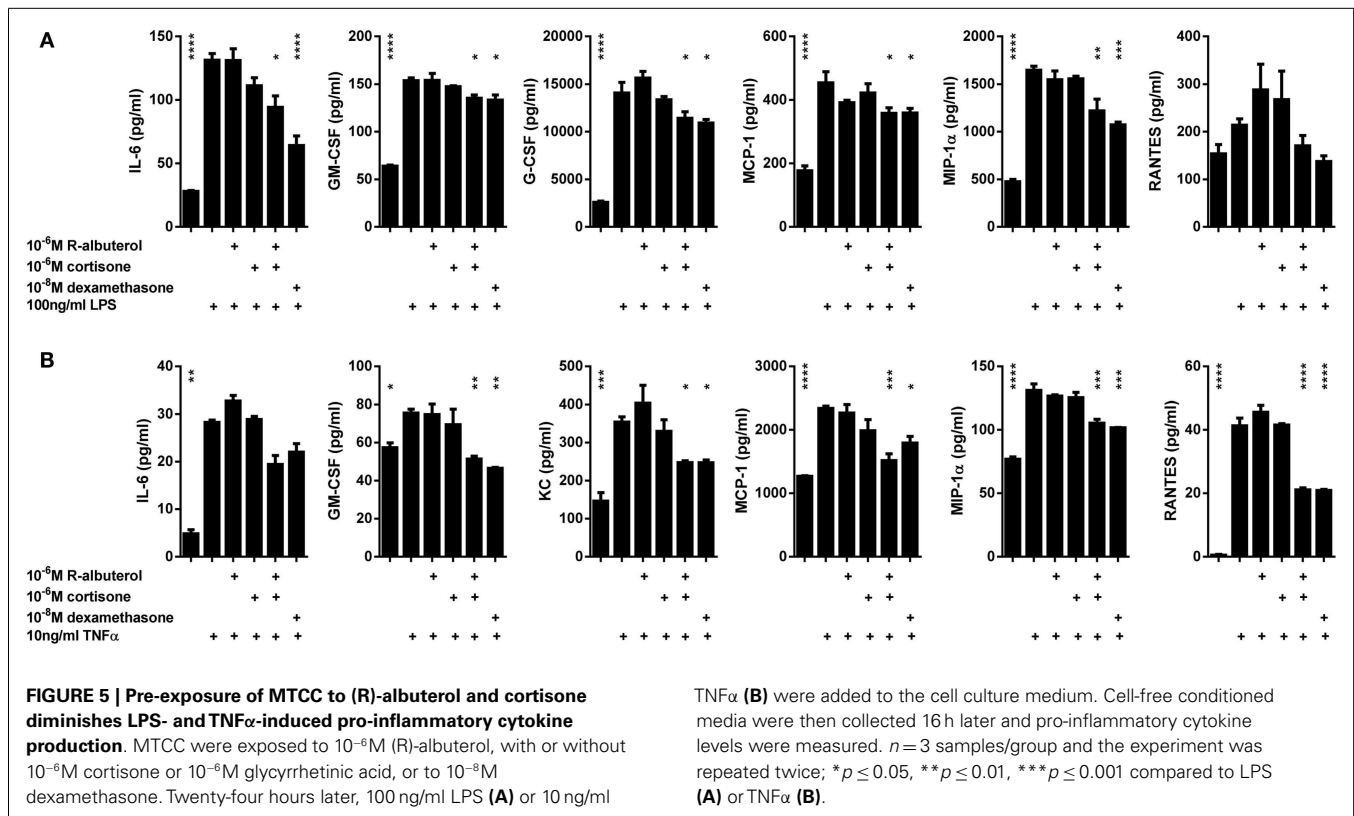 A
****
*
****
150
100
50
0
IL-6 (pg/ml)
****
*
*
200
150
100
50
0
GM-CSF (pg/ml)
****
*
*
20000
15000
10000
5000
0
G-CSF (pg/ml)
****
*
*
600
400
200
0
MCP-1 (pg/ml)
****
**
***
2000
1500
1000
500
0
MIP-1α (pg/ml)
400
300
200
100
0
RANTES (pg/ml)
10⁻⁶M R-albuterol + + + + + + + + + + + +
10⁻⁶M cortisone + + + + + + + + + + + +
10⁻⁸M dexamethasone + + + + + +
100ng/ml LPS + + + + + + + + + + + + + + + + + + + + + + + + + + + + + +
B
**
40
30
20
10
0
IL-6 (pg/ml)
*
**
**
80
60
40
20
0
GM-CSF (pg/ml)
***
*
*
500
400
300
200
100
0
KC (pg/ml)
****
***
*
3000
2000
1000
0
MCP-1 (pg/ml)
****
***
***
150
100
50
0
MIP-1α (pg/ml)
****
****
****
60
40
20
0
RANTES (pg/ml)
10⁻⁶M R-albuterol + + + + + + + + + + + +
10⁻⁶M cortisone + + + + + + + + + + + +
10⁻⁸M dexamethasone + + + + + +
10ng/ml TNFα + + + + + + + + + + + + + + + + + + + + + + + + + + + + + +
FIGURE 5 | Pre-exposure of MTCC to (R)-albuterol and cortisone
diminishes LPS- and TNFα-induced pro-inflammatory cytokine
production. MTCC were exposed to 10⁻⁶M (R)-albuterol, with or without
10⁻⁶M cortisone or 10⁻⁶M glycyrrhetinic acid, or to 10⁻⁸M
dexamethasone. Twenty-four hours later, 100 ng/ml LPS (A) or 10 ng/ml
TNFα (B) were added to the cell culture medium. Cell-free conditioned
media were then collected 16 h later and pro-inflammatory cytokine
levels were measured. n = 3 samples/group and the experiment was
repeated twice; *p ≤ 0.05, **p ≤ 0.01, ***p ≤ 0.001 compared to LPS
(A) or TNFα (B).